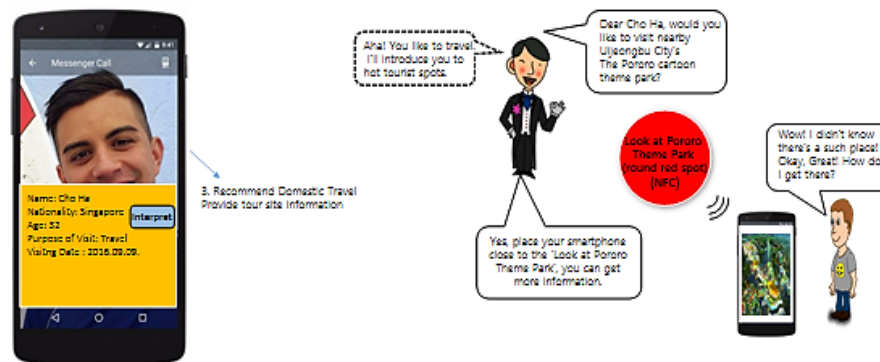 9:41
Messenger Call
Name: Cho Ha
Nationality: Singapore
Age: 32
Purpose of Visit: Travel
Visiting Date : 2016.09.09.
Interpret
3. Recommend Domestic Travel
Provide tour site information
Aha! You like to travel.
I'll introduce you to
hot tourist spots.
Dear Cho Ha, would you
like to visit nearby
Uijeongbu City's
The Pororo cartoon
theme park?
Look at Pororo
Theme Park
(round red spot)
(NFC)
Wow! I didn't know
there's a such place!
Okay, Great! How do
I get there?
Yes, place your smartphone
close to the 'Look at Pororo
Theme Park', you can get
more information.